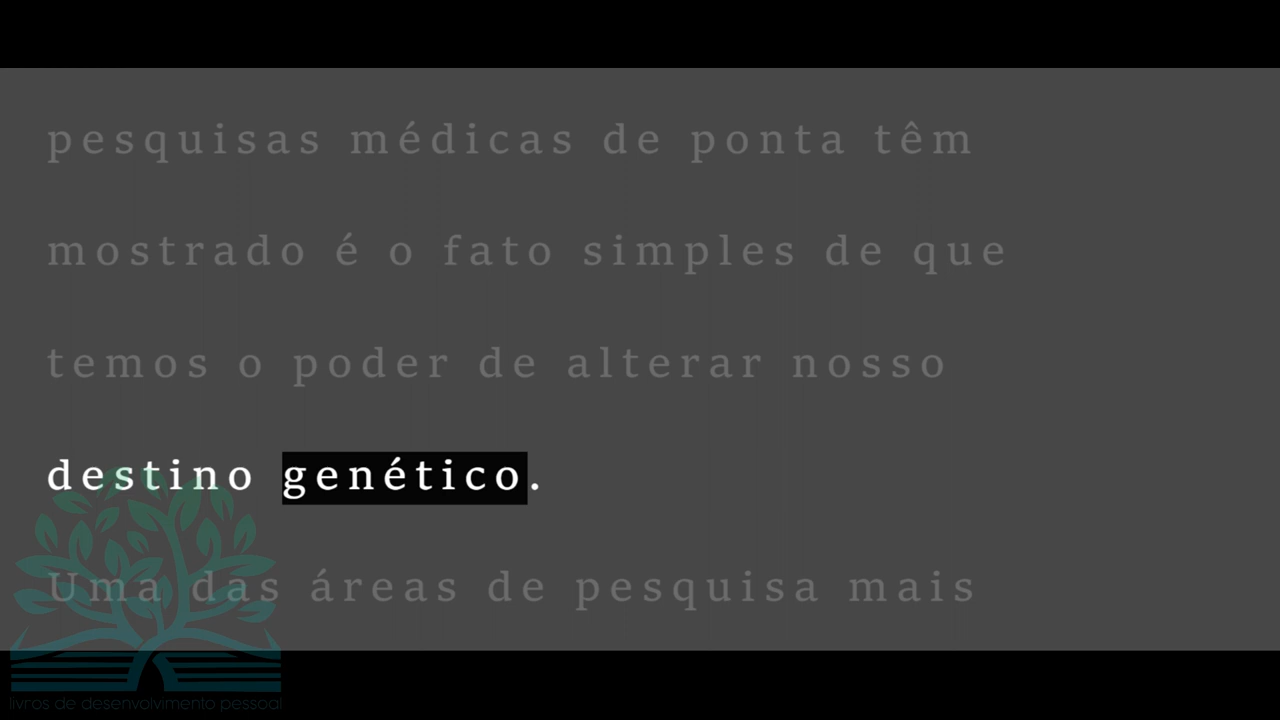 pesquisas médicas de ponta têm
mostrado é o fato simples de que
temos o poder de alterar nosso
destino genético.
Uma das áreas de pesquisa mais
livros de desenvolvimento pessoal